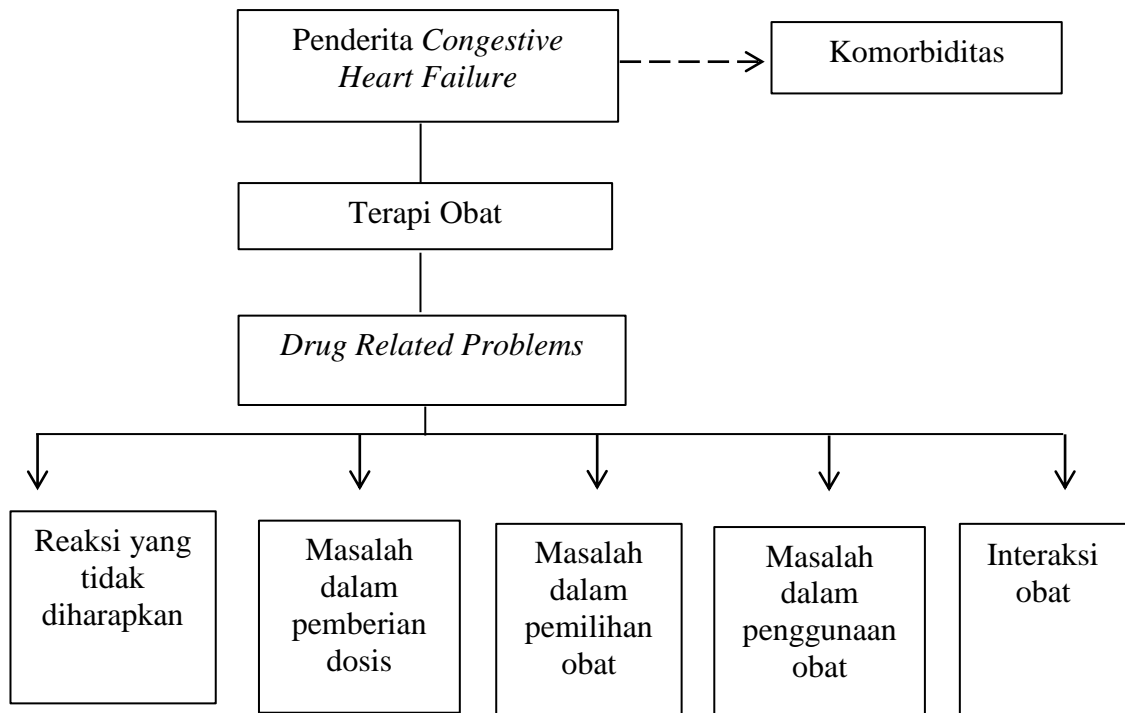 Penderita Congestive
Heart Failure
Komorbiditas
Terapi Obat
Drug Related Problems
Reaksi yang
tidak
diharapkan
Masalah
dalam
pemberian
dosis
Masalah
dalam
pemilihan
obat
Masalah
dalam
penggunaan
obat
Interaksi
obat